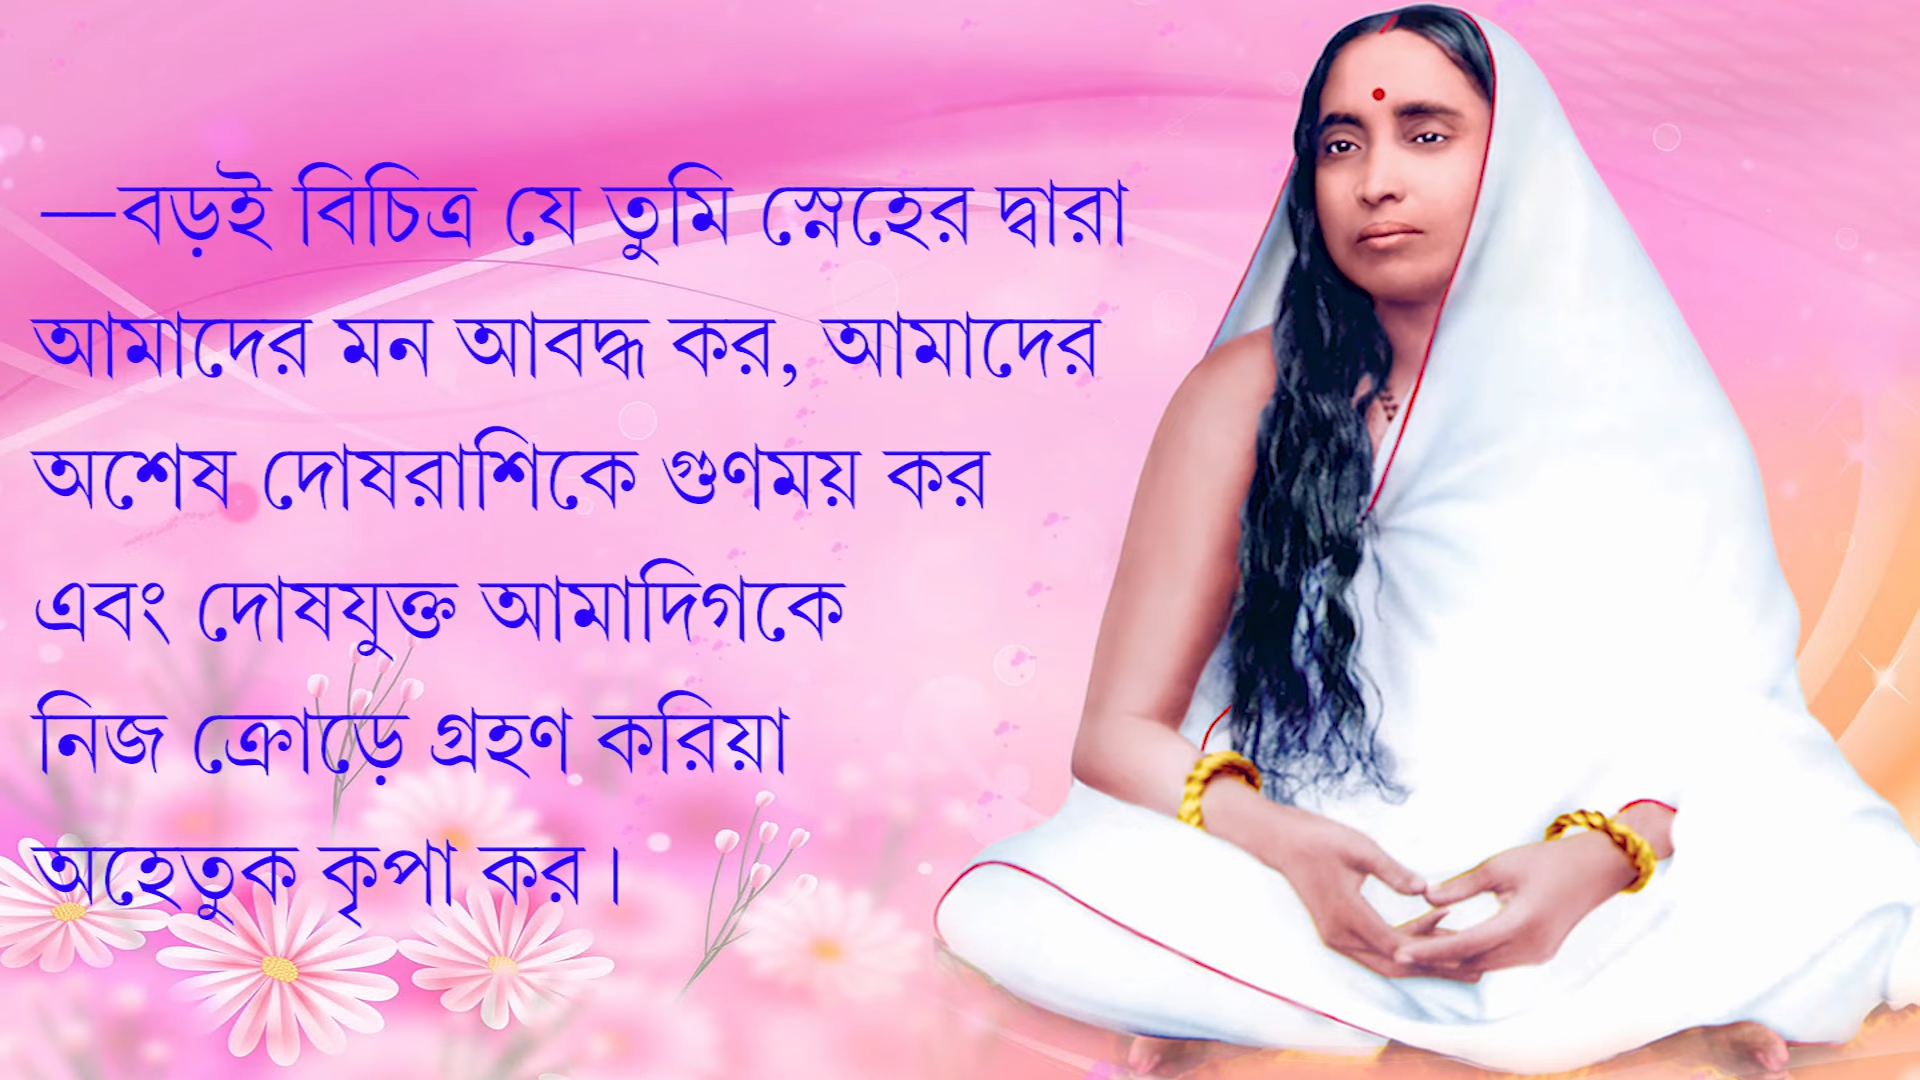 —বড়ই বিচিত্র যে তুমি স্নেহের দ্বারা
আমাদের মন আবদ্ধ কর, আমাদের
অশেষ দোষরাশিকে গুণময় কর
এবং দোষযুক্ত আমাদিগকে
নিজ ক্রোড়ে গ্রহণ করিয়া
অহেতুক কৃপা কর।